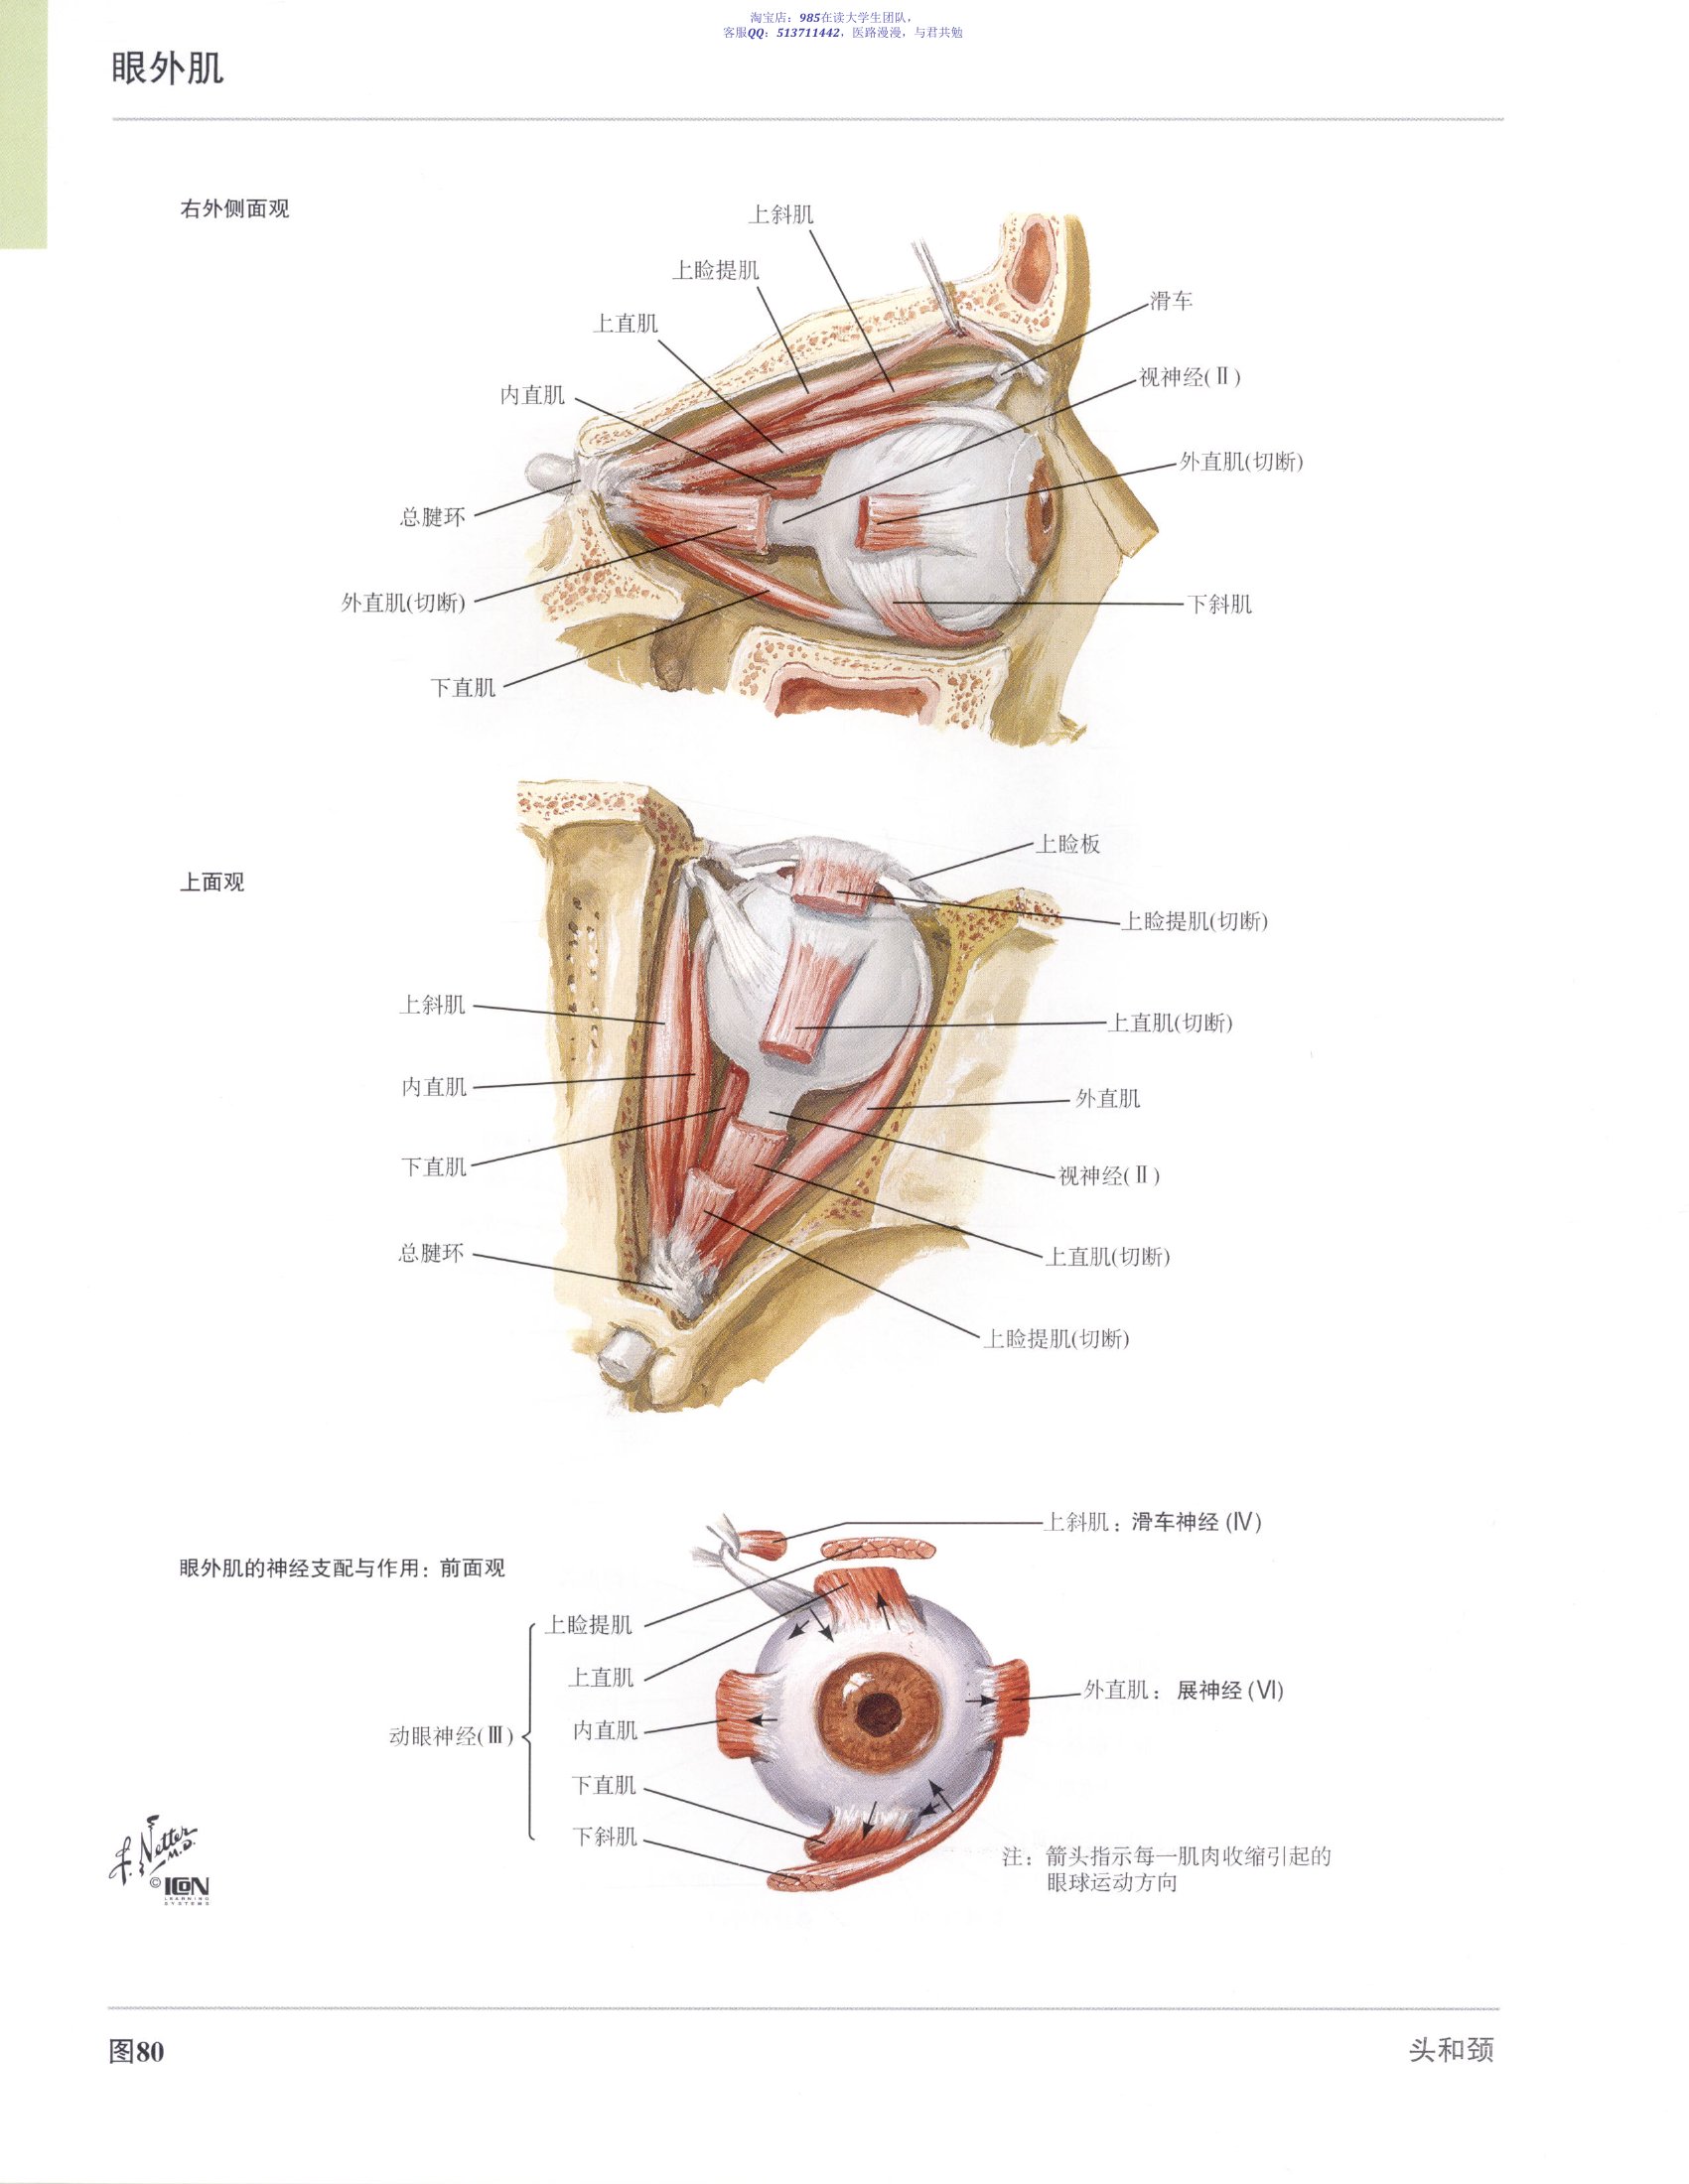 淘宝店：985在读大学生团队，
客服QQ：513711442，医路漫漫，与君共勉
眼外肌
右外侧面观
上斜肌
上睑提肌
上直肌
内直肌
总腱环
外直肌(切断)
下直肌
滑车
视神经(Ⅱ)
外直肌(切断)
下斜肌
上面观
上斜肌
内直肌
下直肌
总腱环
上睑板
上睑提肌(切断)
上直肌(切断)
外直肌
视神经(Ⅱ)
上直肌(切断)
上睑提肌(切断)
眼外肌的神经支配与作用：前面观
上斜肌：滑车神经 (Ⅳ)
动眼神经(Ⅲ)
上睑提肌
上直肌
内直肌
下直肌
下斜肌
外直肌：展神经 (Ⅵ)
注：箭头指示每一肌肉收缩引起的
眼球运动方向
F. Netter
M.D.
© ICON
LEARNING
SYSTEMS
图80
头和颈